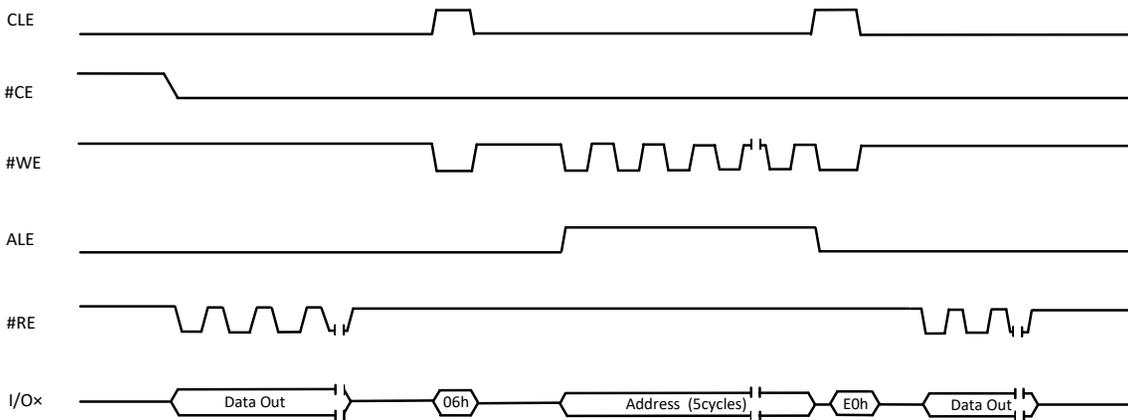 CLE
#CE
#WE
ALE
#RE
I/O×
Data Out
06h
Address (5cycles)
E0h
Data Out